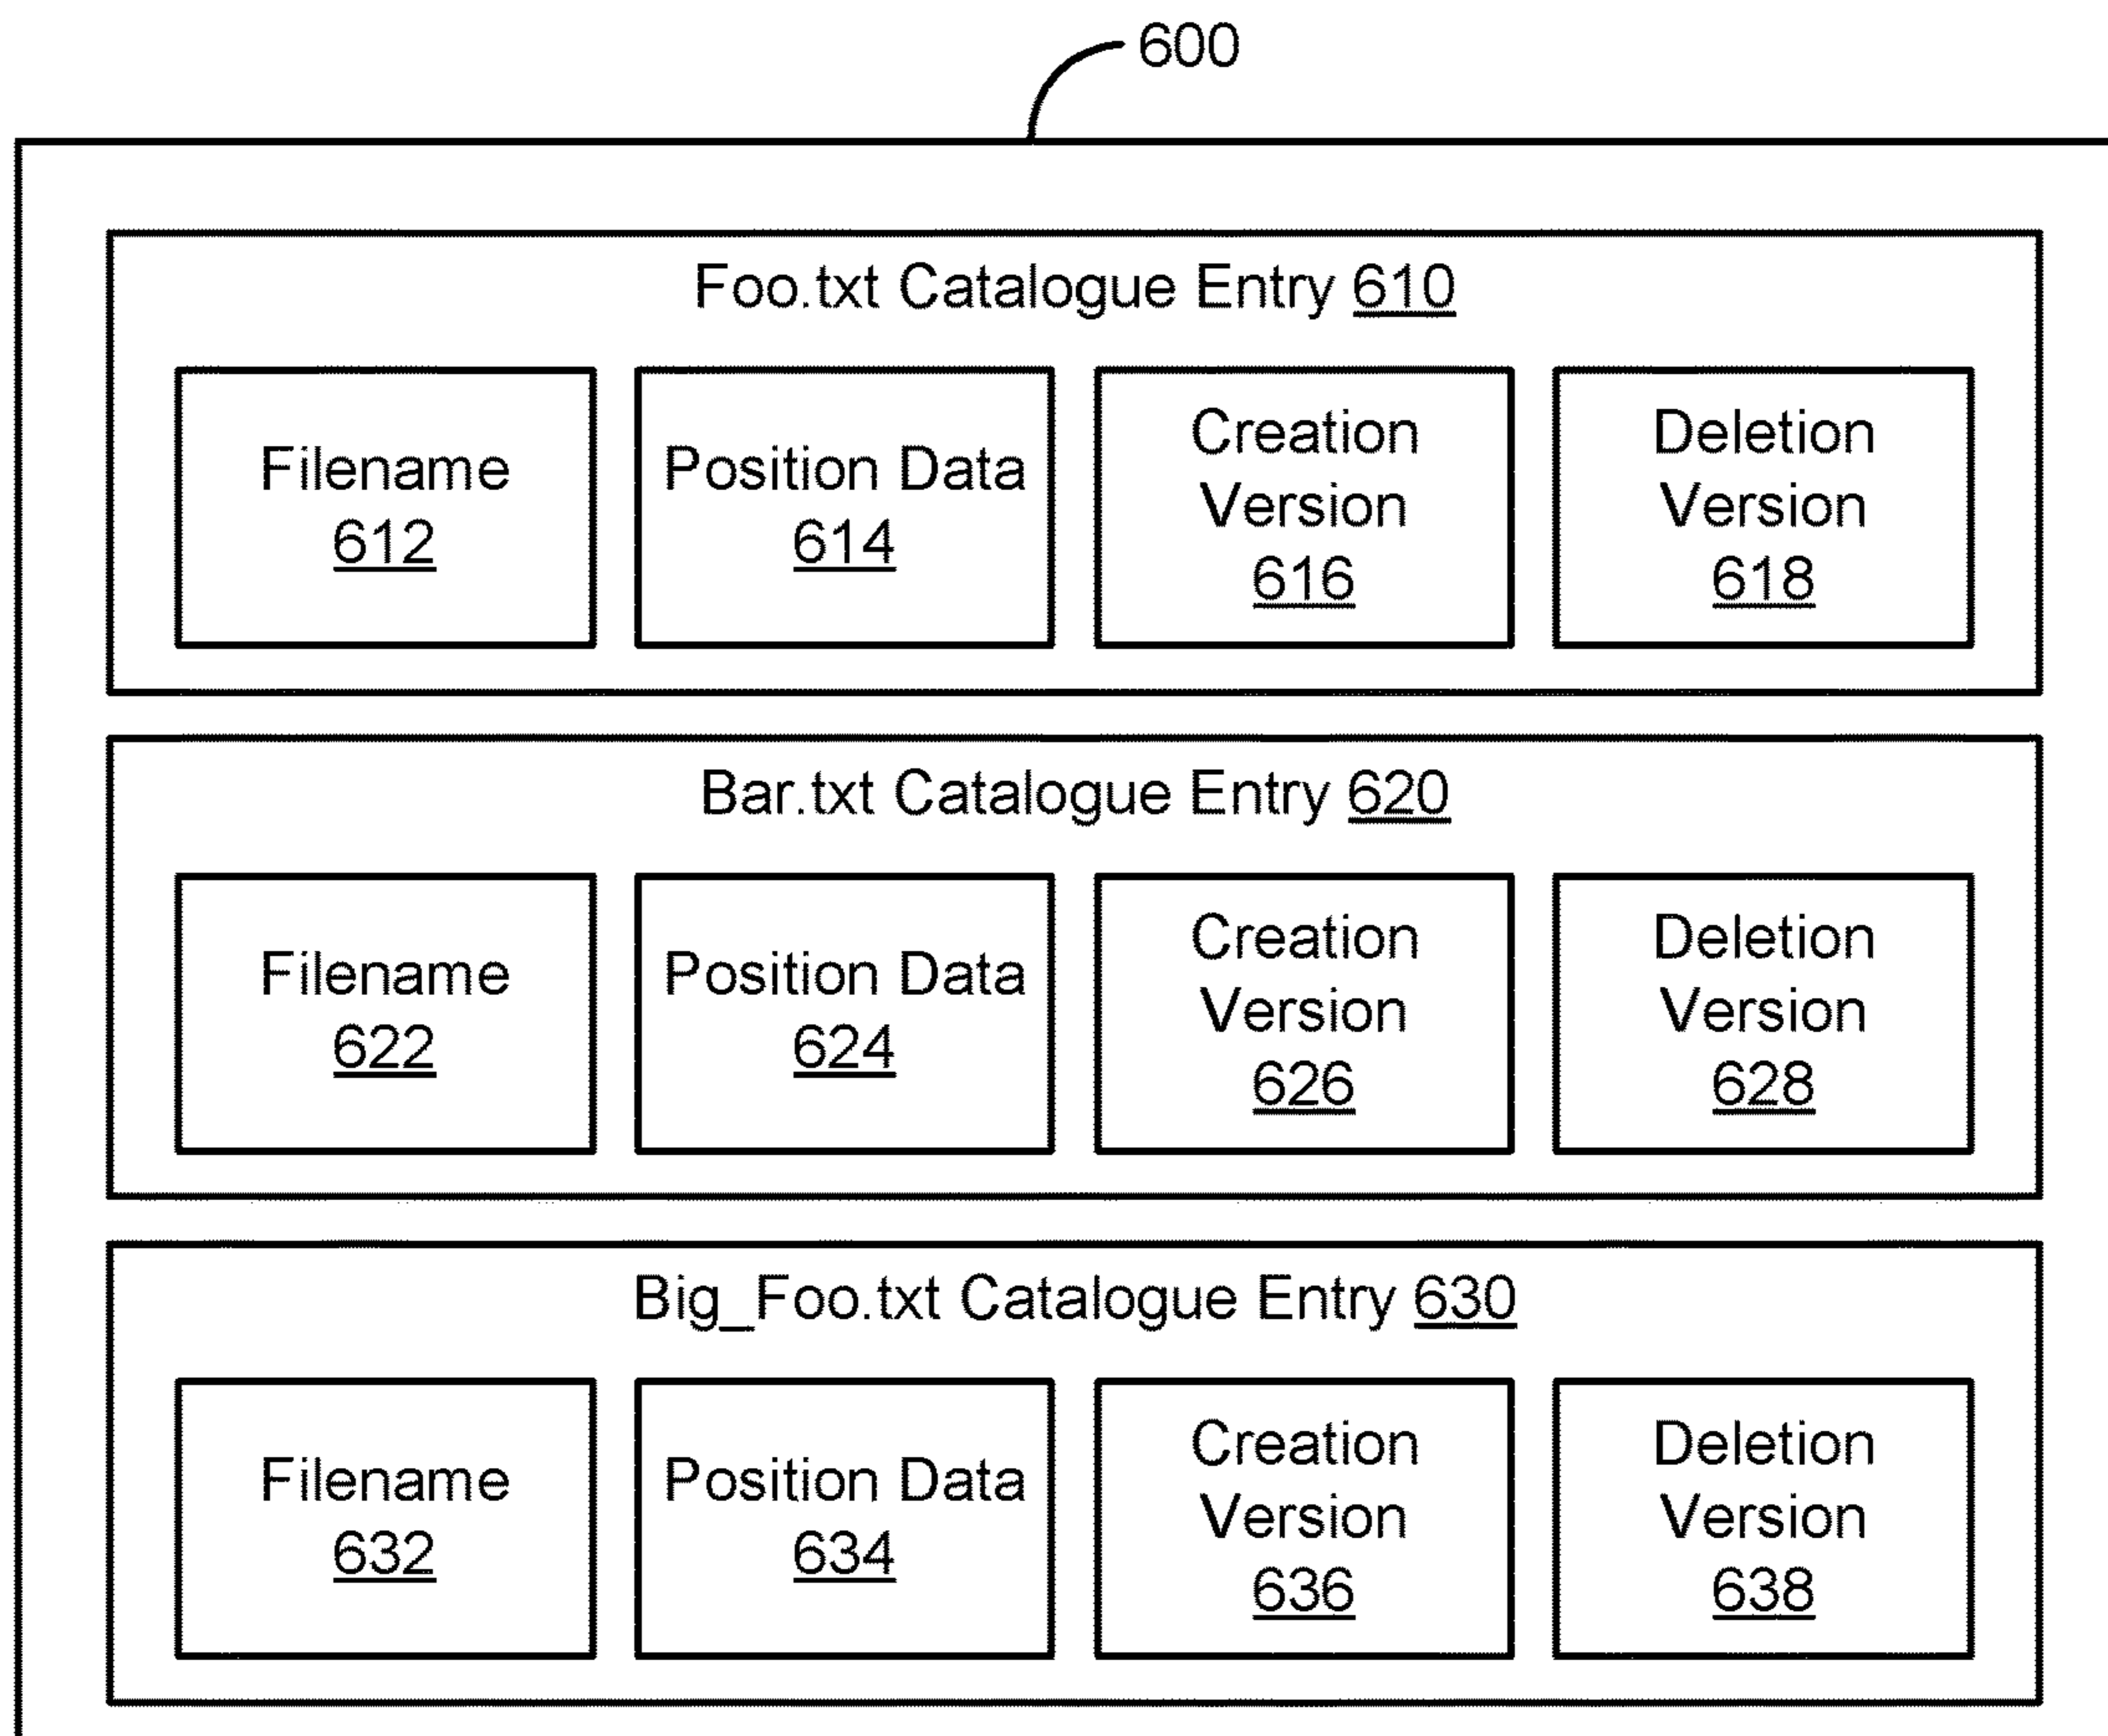 600
Foo.txt Catalogue Entry 610
Filename
612
Position Data
614
Creation
Version
616
Deletion
Version
618
Bar.txt Catalogue Entry 620
Filename
622
Position Data
624
Creation
Version
626
Deletion
Version
628
Big_Foo.txt Catalogue Entry 630
Filename
632
Position Data
634
Creation
Version
636
Deletion
Version
638